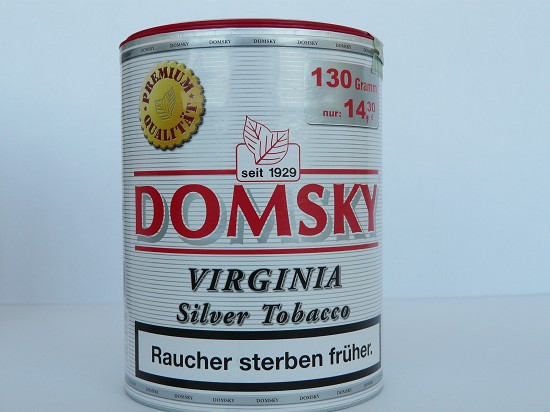 DOMSKY DOMSKY DOMSKY DOMSKY DOMSKY
PREMIUM
QUALITÄT
130 Gramm
nur: 14,30 €
seit 1929
DOMSKY
VIRGINIA
Silver Tobacco
Raucher sterben früher.
DOMSKY DOMSKY DOMSKY DOMSKY DOMSKY